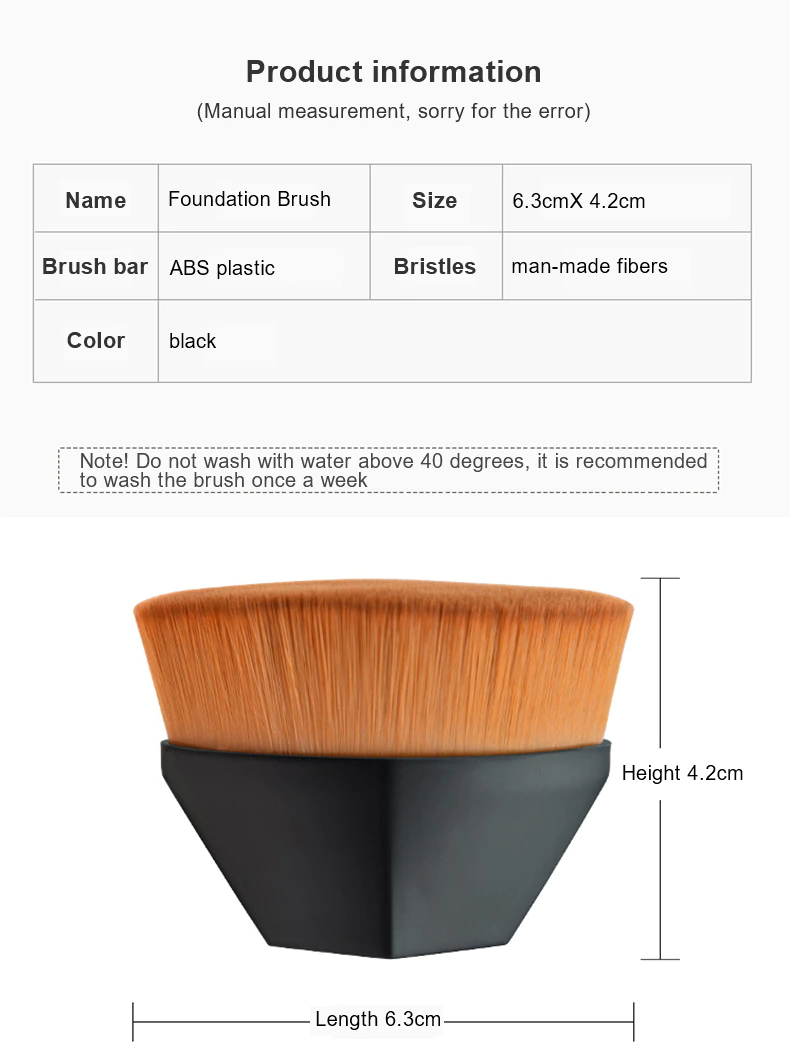 Product information
(Manual measurement, sorry for the error)
Name
Foundation Brush
Size
6.3cmX 4.2cm
Brush bar
ABS plastic
Bristles
man-made fibers
Color
black
Note! Do not wash with water above 40 degrees, it is recommended
to wash the brush once a week
Height 4.2cm
Length 6.3cm